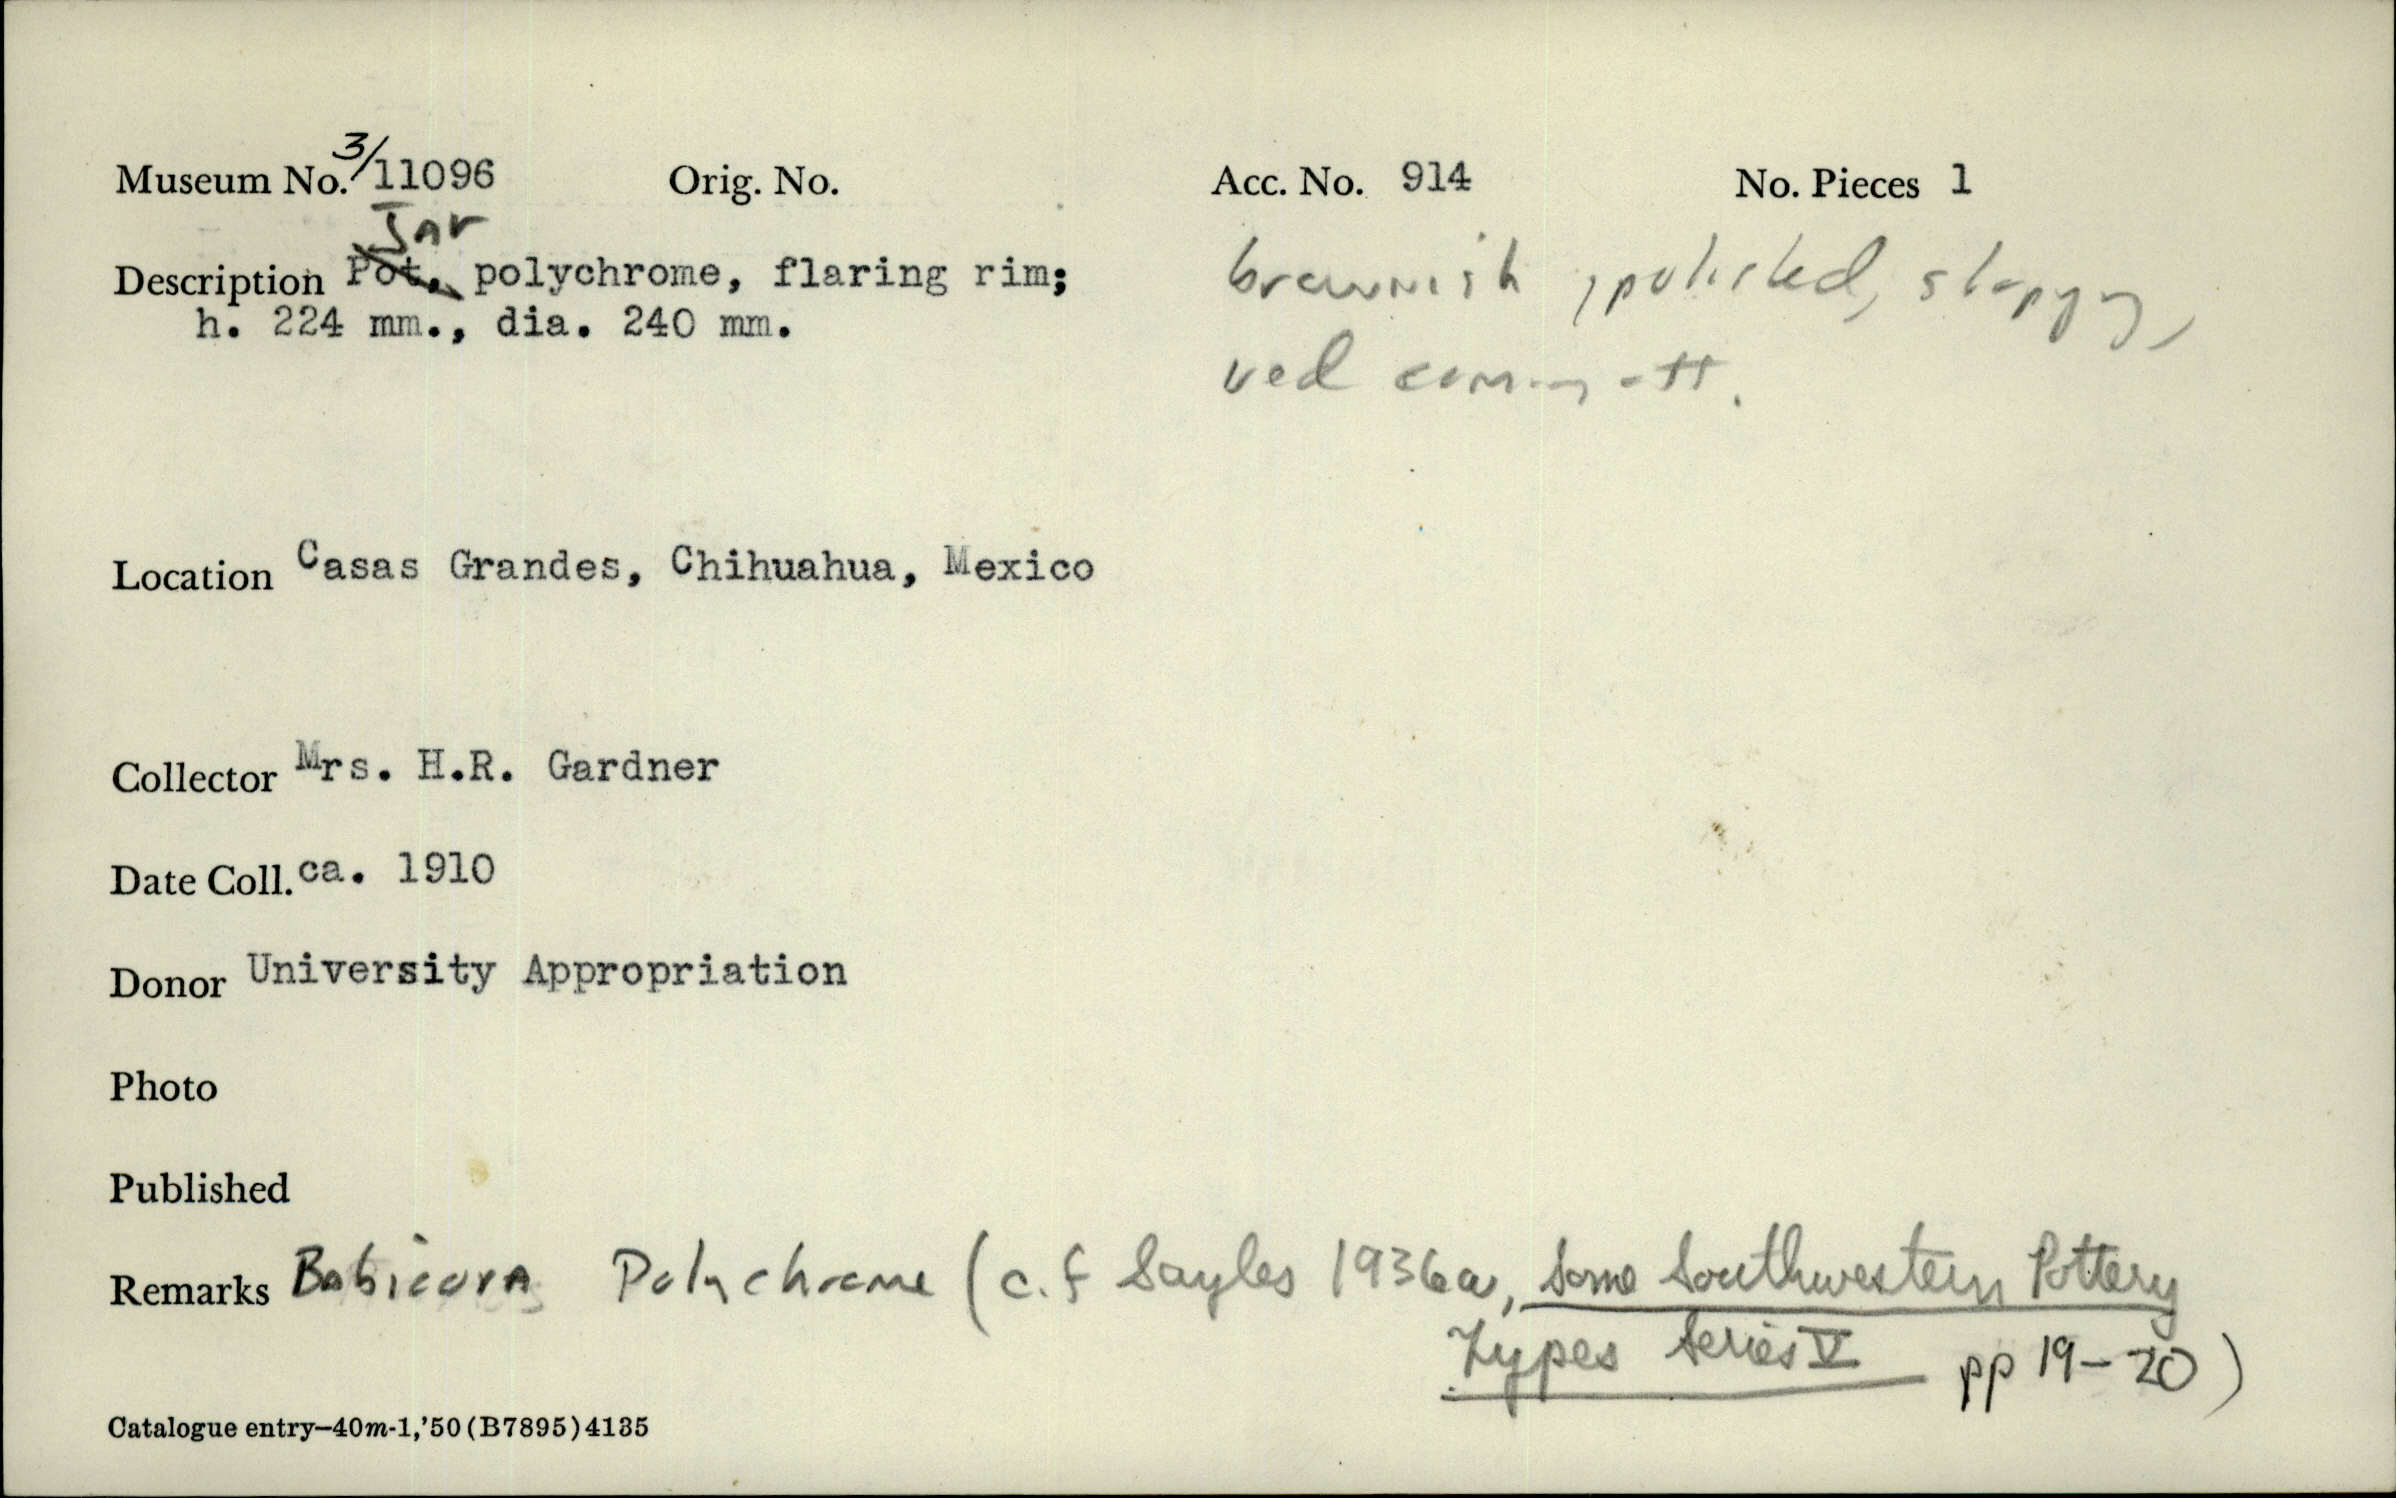 Museum No. 3/11096 Orig. No. Acc. No. 914 No. Pieces 1
Jar
Description Pot, polychrome, flaring rim; brownish, polished, sloppy,
h. 224 mm., dia. 240 mm.
red
Location Casas Grandes, Chihuahua, Mexico
Collector Mrs. H.R. Gardner
Date Coll. ca. 1910
Donor University Appropriation
Photo
Published
Remarks Babicora Polychrome (c.f Sayles 1936a, Some Southwestern Pottery
Types Series V pp 19-20)
Catalogue entry–40m-1,'50 (B7895) 4135